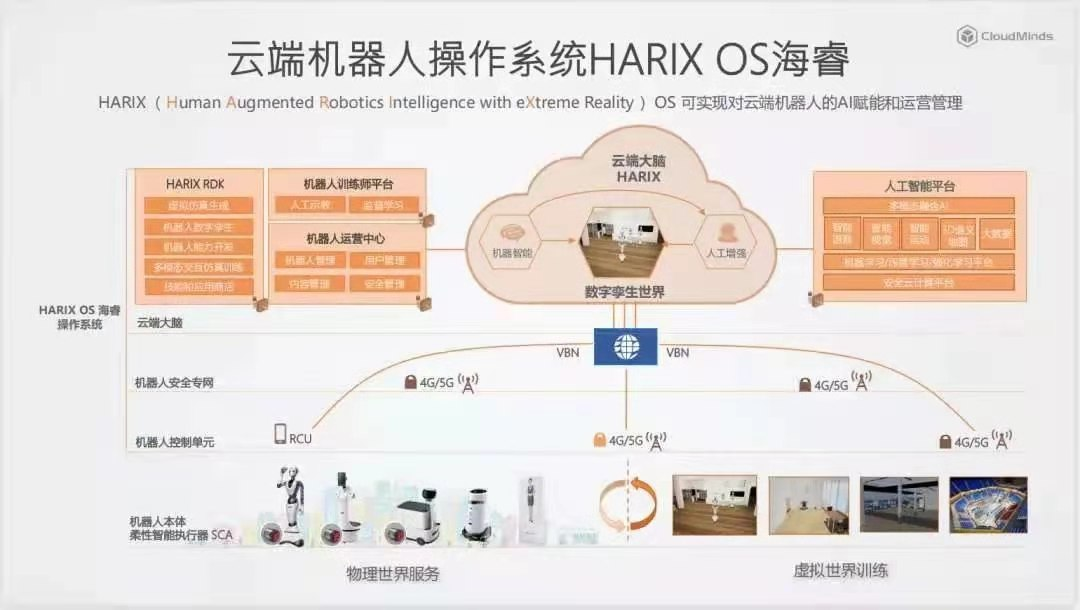 CloudMinds
云端机器人操作系统HARIX OS海睿
HARIX（Human Augmented Robotics Intelligence with eXtreme Reality）OS 可实现对云端机器人的AI赋能和运营管理
HARIX RDK
虚拟仿真生成
机器人数字孪生
机器人能力开发
多模态交互仿真训练
技能和应用商店
机器人训练师平台
人工示教
监督学习
机器人运营中心
机器人管理
用户管理
内容管理
安全管理
云端大脑
HARIX
机器智能
人工增强
数字孪生世界
人工智能平台
多模态融合AI
智能
视觉
智能
运动
3D语义
地图
大数据
机器学习/深度学习/强化学习平台
安全云计算平台
HARIX OS 海睿
操作系统
云端大脑
VBN
VBN
机器人安全专网
4G/5G
4G/5G
机器人控制单元
RCU
4G/5G
4G/5G
机器人本体
柔性智能执行器 SCA
物理世界服务
虚拟世界训练